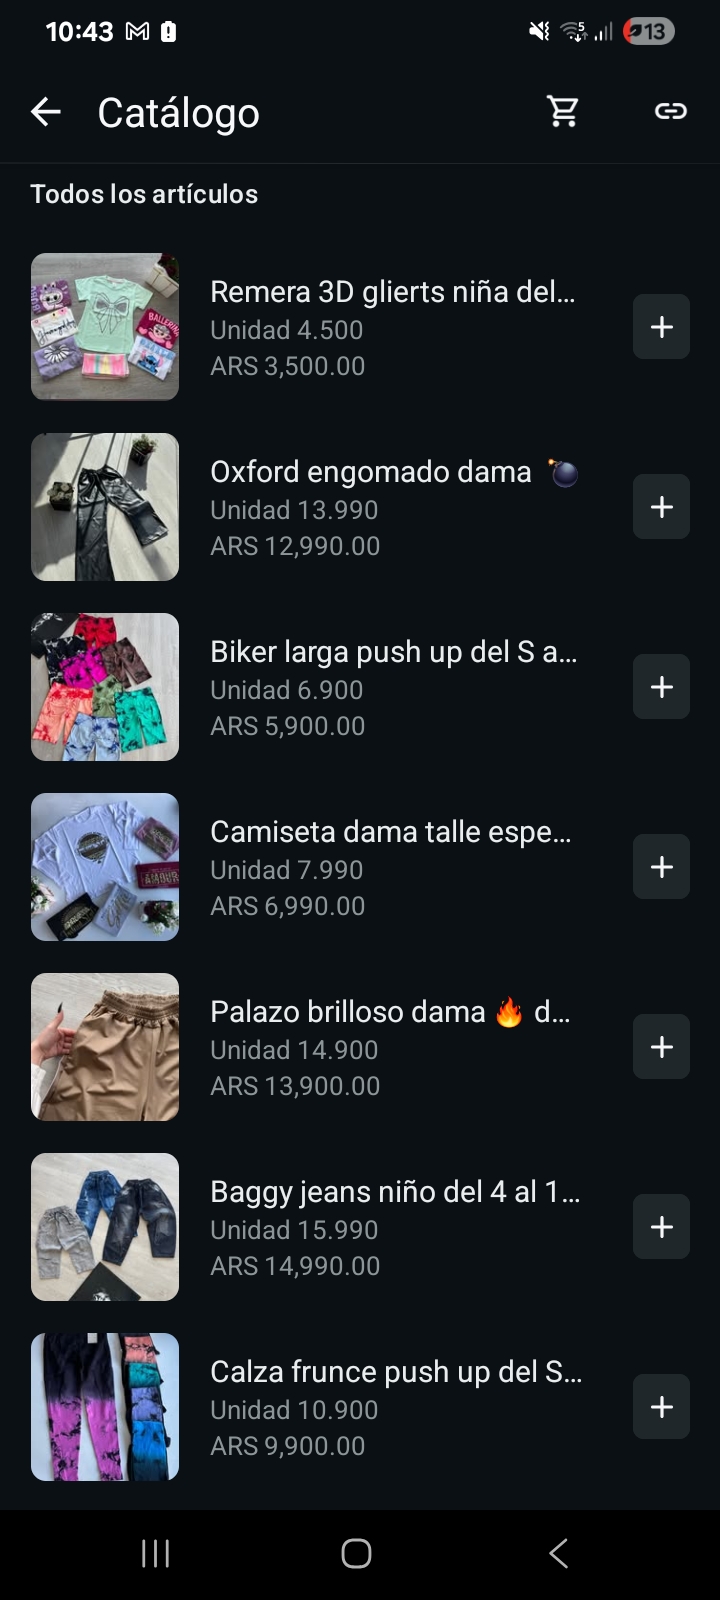 10:43
13
Catálogo
Todos los artículos
Remera 3D glierts niña del...
Unidad 4.500
ARS 3,500.00
Oxford engomado dama 💣
Unidad 13.990
ARS 12,990.00
Biker larga push up del S a...
Unidad 6.900
ARS 5,900.00
Camiseta dama talle espe...
Unidad 7.990
ARS 6,990.00
Palazo brilloso dama 🔥 d...
Unidad 14.900
ARS 13,900.00
Baggy jeans niño del 4 al 1...
Unidad 15.990
ARS 14,990.00
Calza frunce push up del S...
Unidad 10.900
ARS 9,900.00